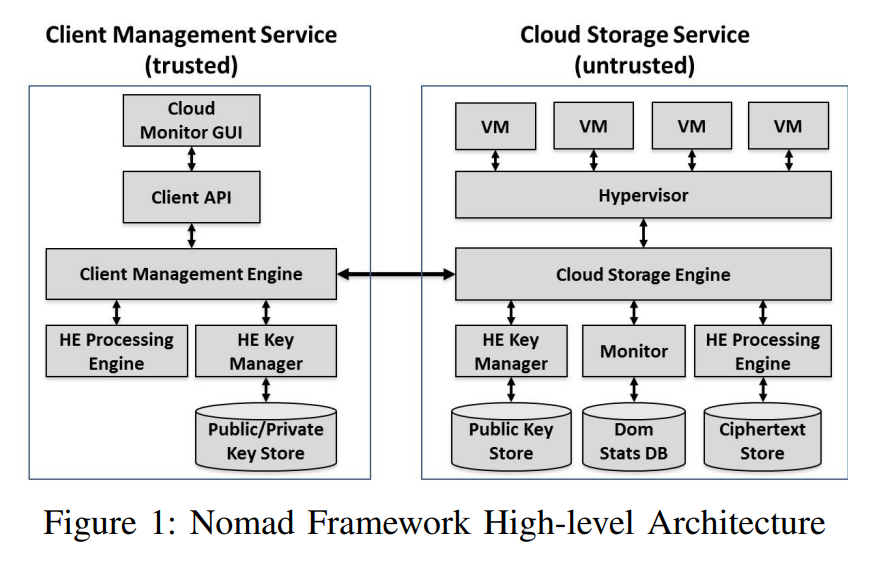 Client Management Service
(trusted)
Cloud
Monitor GUI
Client API
Client Management Engine
HE Processing
Engine
HE Key
Manager
Public/Private
Key Store
Cloud Storage Service
(untrusted)
VM
VM
VM
VM
Hypervisor
Cloud Storage Engine
HE Key
Manager
Monitor
HE Processing
Engine
Public Key
Store
Dom
Stats DB
Ciphertext
Store
Figure 1: Nomad Framework High-level Architecture